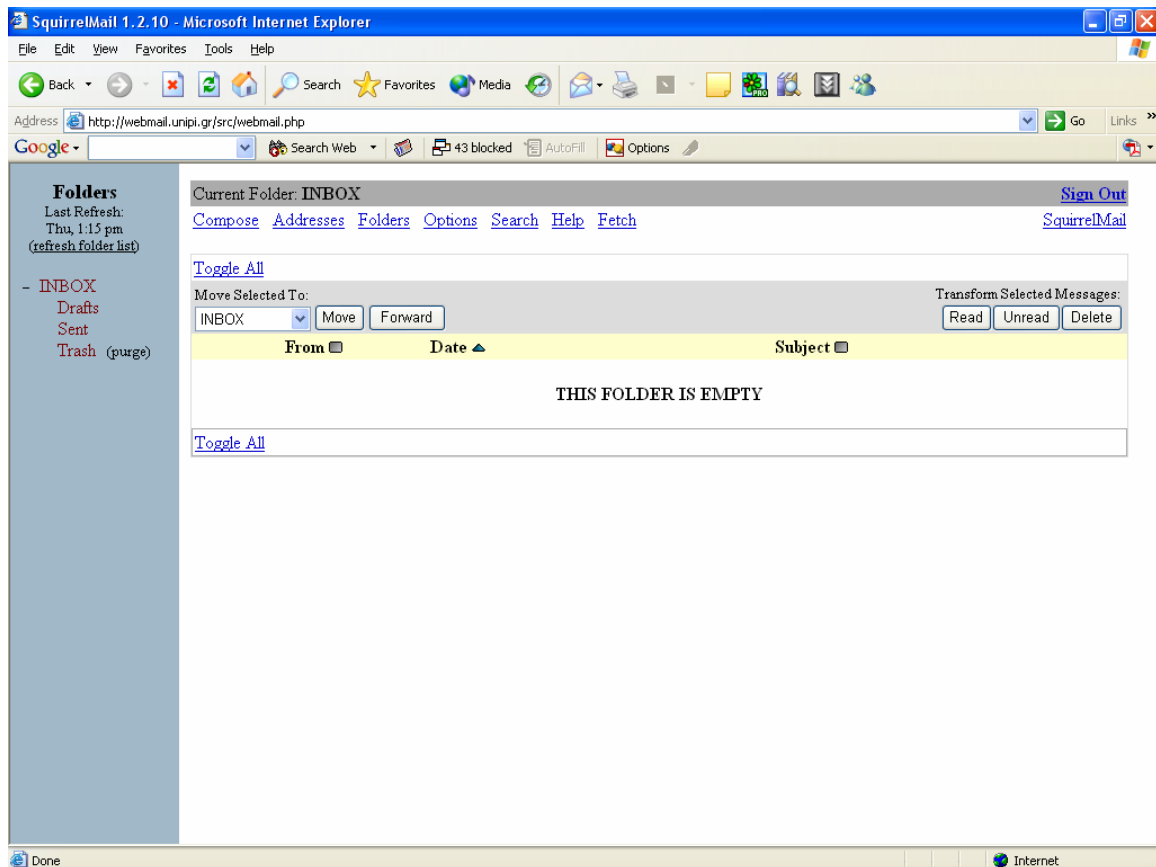 SquirrelMail 1.2.10 - Microsoft Internet Explorer
File Edit View Favorites Tools Help
Back Search Favorites Media PRO
Address http://webmail.unipi.gr/src/webmail.php Go Links »
Google Search Web 43 blocked AutoFill Options
Folders
Last Refresh:
Thu, 1:15 pm
(refresh folder list)
– INBOX
Drafts
Sent
Trash (purge)
Current Folder: INBOX Sign Out
Compose Addresses Folders Options Search Help Fetch SquirrelMail
Toggle All
Move Selected To: Transform Selected Messages:
INBOX Move Forward Read Unread Delete
From Date Subject
THIS FOLDER IS EMPTY
Toggle All
Done Internet